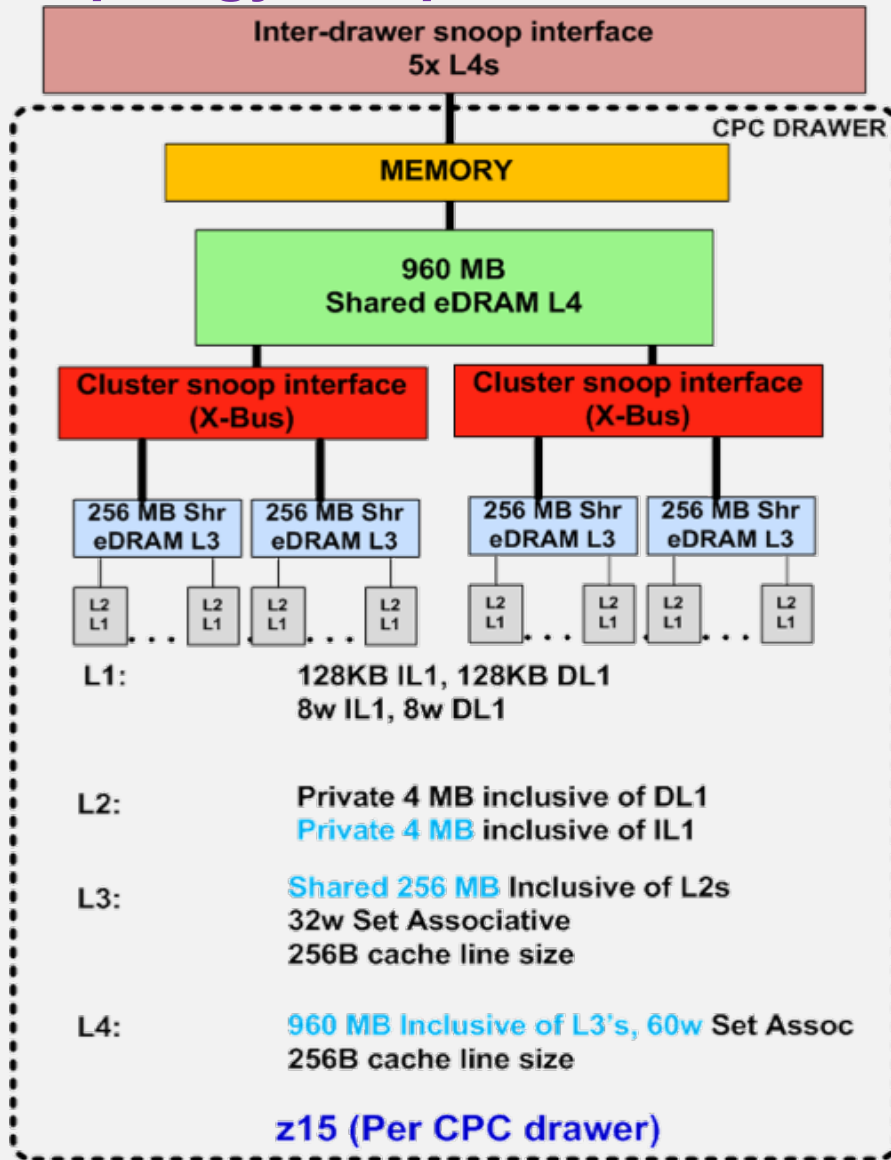 Inter-drawer snoop interface
5x L4s
CPC DRAWER
MEMORY
960 MB
Shared eDRAM L4
Cluster snoop interface
(X-Bus)
Cluster snoop interface
(X-Bus)
256 MB Shr
eDRAM L3
256 MB Shr
eDRAM L3
256 MB Shr
eDRAM L3
256 MB Shr
eDRAM L3
L2
L1
L2
L1
L2
L1
L2
L1
L2
L1
L2
L1
L2
L1
L2
L1
L1: 128KB IL1, 128KB DL1
8w IL1, 8w DL1
L2: Private 4 MB inclusive of DL1
Private 4 MB inclusive of IL1
L3: Shared 256 MB Inclusive of L2s
32w Set Associative
256B cache line size
L4: 960 MB Inclusive of L3's, 60w Set Assoc
256B cache line size
z15 (Per CPC drawer)